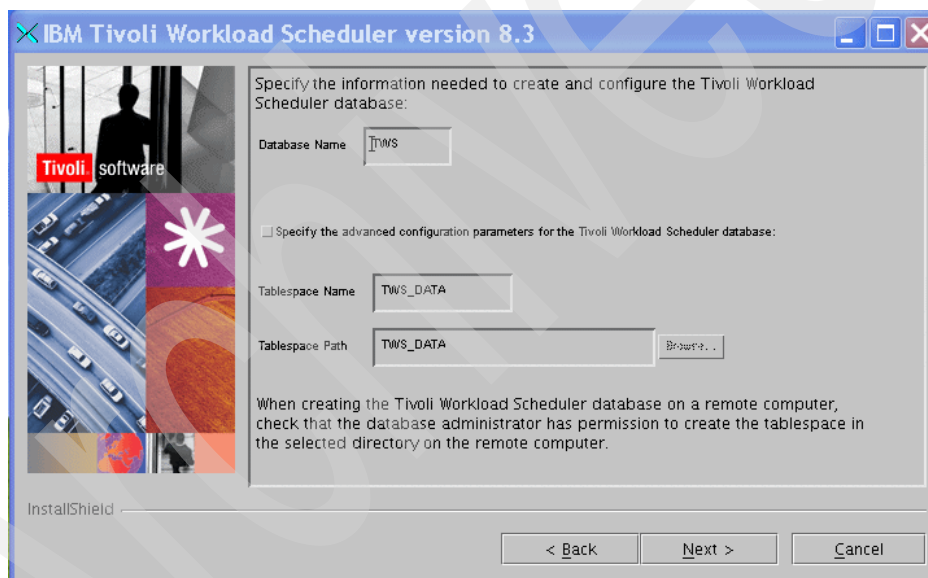 IBM Tivoli Workload Scheduler version 8.3
Tivoli. software
Specify the information needed to create and configure the Tivoli Workload
Scheduler database:
Database Name TWS
Specify the advanced configuration parameters for the Tivoli Workload Scheduler database:
Tablespace Name TWS_DATA
Tablespace Path TWS_DATA Browse...
When creating the Tivoli Workload Scheduler database on a remote computer,
check that the database administrator has permission to create the tablespace in
the selected directory on the remote computer.
InstallShield
< Back Next > Cancel